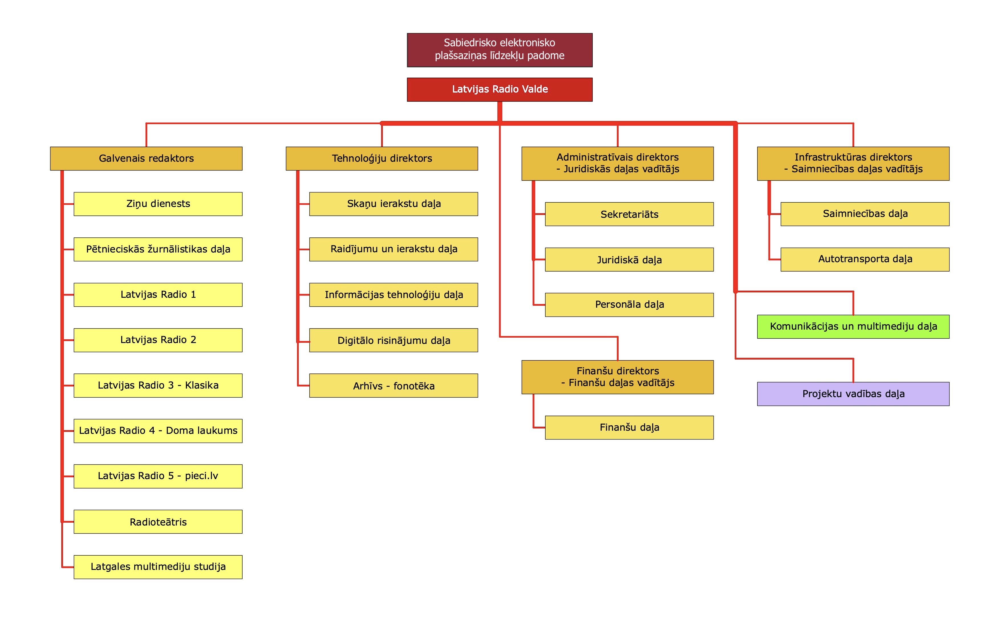 Sabiedrisko elektronisko
plašsaziņas līdzekļu padome
Latvijas Radio Valde
Galvenais redaktors
Ziņu dienests
Pētnieciskās žurnālistikas daļa
Latvijas Radio 1
Latvijas Radio 2
Latvijas Radio 3 - Klasika
Latvijas Radio 4 - Doma laukums
Latvijas Radio 5 - pieci.lv
Radioteātris
Latgales multimediju studija
Tehnoloģiju direktors
Skaņu ierakstu daļa
Raidījumu un ierakstu daļa
Informācijas tehnoloģiju daļa
Digitālo risinājumu daļa
Arhīvs - fonotēka
Administratīvais direktors
- Juridiskās daļas vadītājs
Sekretariāts
Juridiskā daļa
Personāla daļa
Finanšu direktors
- Finanšu daļas vadītājs
Finanšu daļa
Infrastruktūras direktors
- Saimniecības daļas vadītājs
Saimniecības daļa
Autotransporta daļa
Komunikācijas un multimediju daļa
Projektu vadības daļa